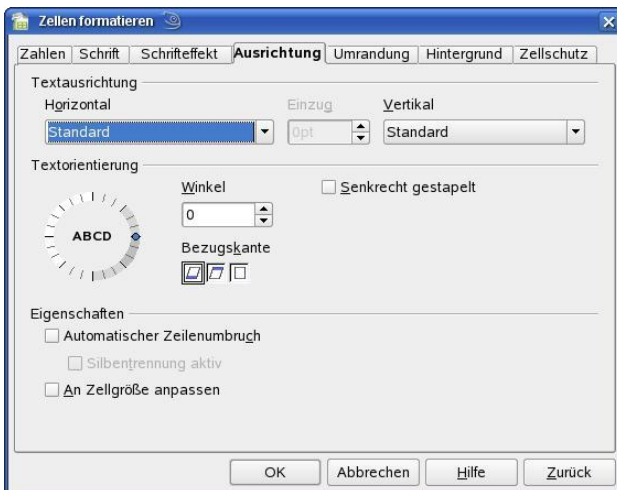 Zellen formatieren
Zahlen Schrift Schrifteffekt Ausrichtung Umrandung Hintergrund Zellschutz
Textausrichtung
Horizontal Einzug Vertikal
Standard 0pt Standard
Textorientierung
Winkel Senkrecht gestapelt
0
ABCD
Bezugskante
Eigenschaften
Automatischer Zeilenumbruch
Silbentrennung aktiv
An Zellgröße anpassen
OK Abbrechen Hilfe Zurück